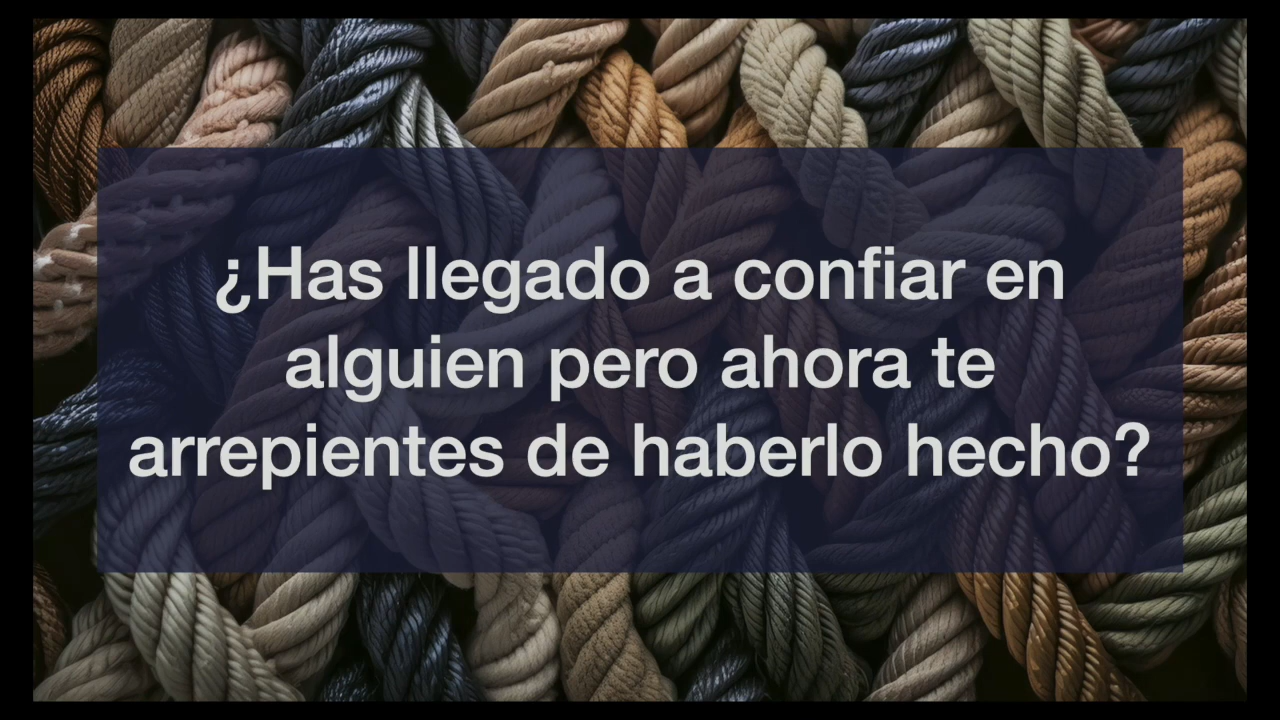 ¿Has llegado a confiar en
alguien pero ahora te
arrepientes de haberlo hecho?